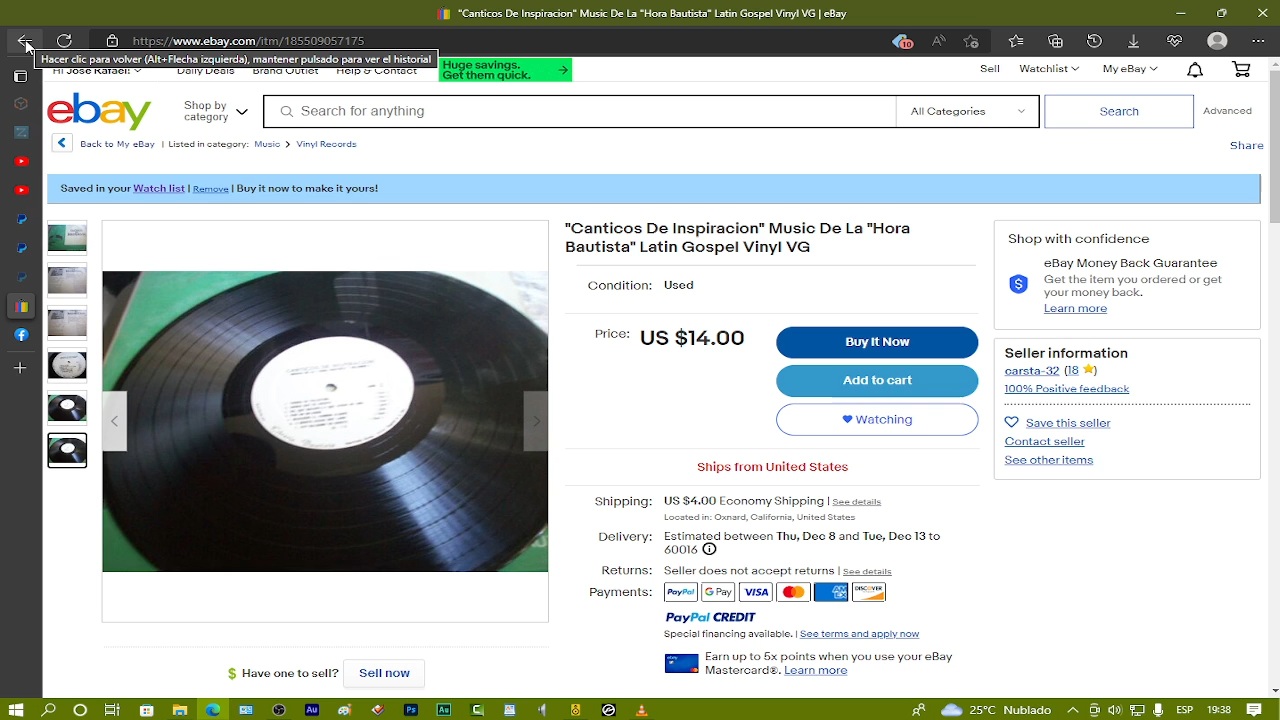 "Canticos De Inspiracion" Music De La "Hora Bautista" Latin Gospel Vinyl VG | eBay
https://www.ebay.com/itm/185509057175
10
Hacer clic para volver (Alt+Flecha izquierda), mantener pulsado para ver el historial
Hi Jose Rafael!
Daily Deals
Brand Outlet
Help & Contact
Huge savings.
Get them quick.
Sell
Watchlist
My eBay
ebay
Shop by
category
Search for anything
All Categories
Search
Advanced
Back to My eBay | Listed in category: Music > Vinyl Records
Share
Saved in your Watch list | Remove | Buy it now to make it yours!
"Canticos De Inspiracion" Music De La "Hora
Bautista" Latin Gospel Vinyl VG
Condition: Used
Price: US $14.00
Buy It Now
Add to cart
Watching
Ships from United States
Shipping: US $4.00 Economy Shipping | See details
Located in: Oxnard, California, United States
Delivery: Estimated between Thu, Dec 8 and Tue, Dec 13 to
60016
Returns: Seller does not accept returns | See details
Payments: PayPal G Pay VISA DISCOVER
PayPal CREDIT
Special financing available. | See terms and apply now
Earn up to 5x points when you use your eBay
Mastercard®. Learn more
Shop with confidence
eBay Money Back Guarantee
Get the item you ordered or get
your money back.
Learn more
Seller information
carsta-32 (18)
100% Positive feedback
Save this seller
Contact seller
See other items
$ Have one to sell? Sell now
25°C Nublado
ESP
19:38